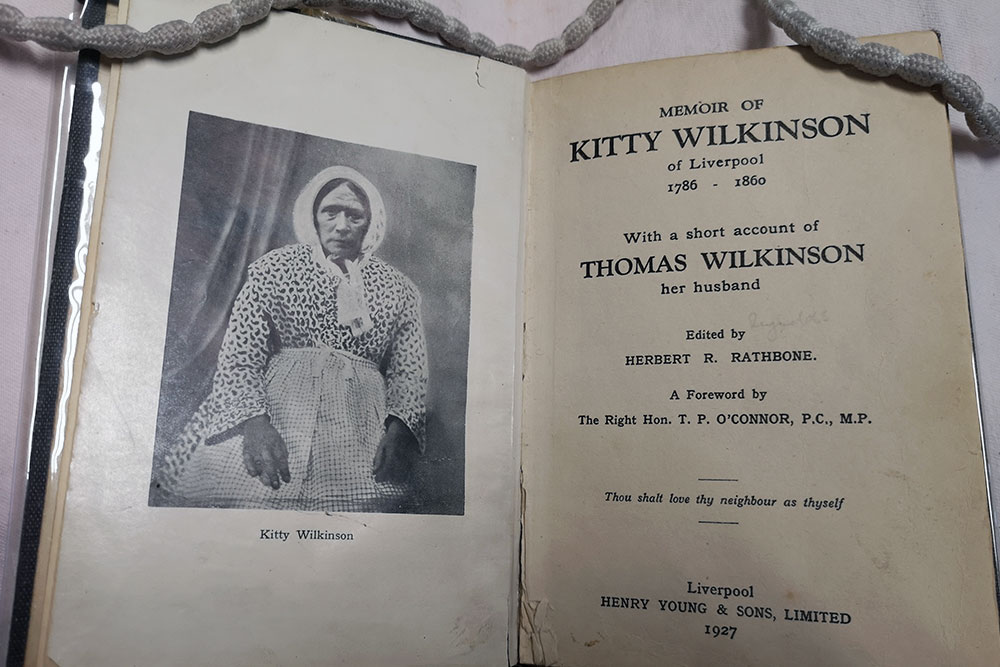 Kitty Wilkinson
MEMOIR OF
KITTY WILKINSON
of Liverpool
1786 - 1860
With a short account of
THOMAS WILKINSON
her husband
Edited by
HERBERT R. RATHBONE.
A Foreword by
The Right Hon. T. P. O'CONNOR, P.C., M.P.
Thou shalt love thy neighbour as thyself
Liverpool
HENRY YOUNG & SONS, LIMITED
1927